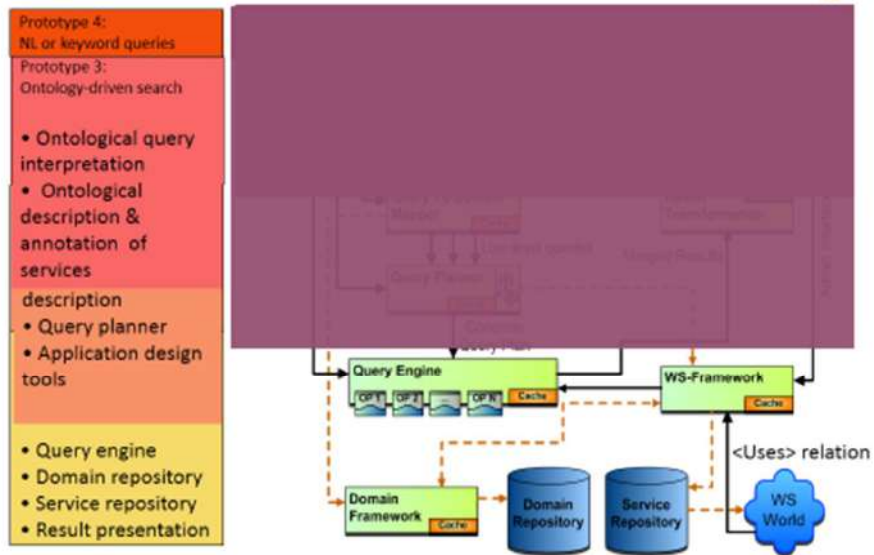 Prototype 4:
NL or keyword queries
Prototype 3:
Ontology-driven search
• Ontological query
interpretation
• Ontological
description &
annotation of
services
description
• Query planner
• Application design
tools
• Query engine
• Domain repository
• Service repository
• Result presentation
Query Planner
Query Engine
OP 1
OP 2
...
OP N
Cache
WS-Framework
Cache
<Uses> relation
Domain
Framework
Cache
Domain
Repository
Service
Repository
WS
World